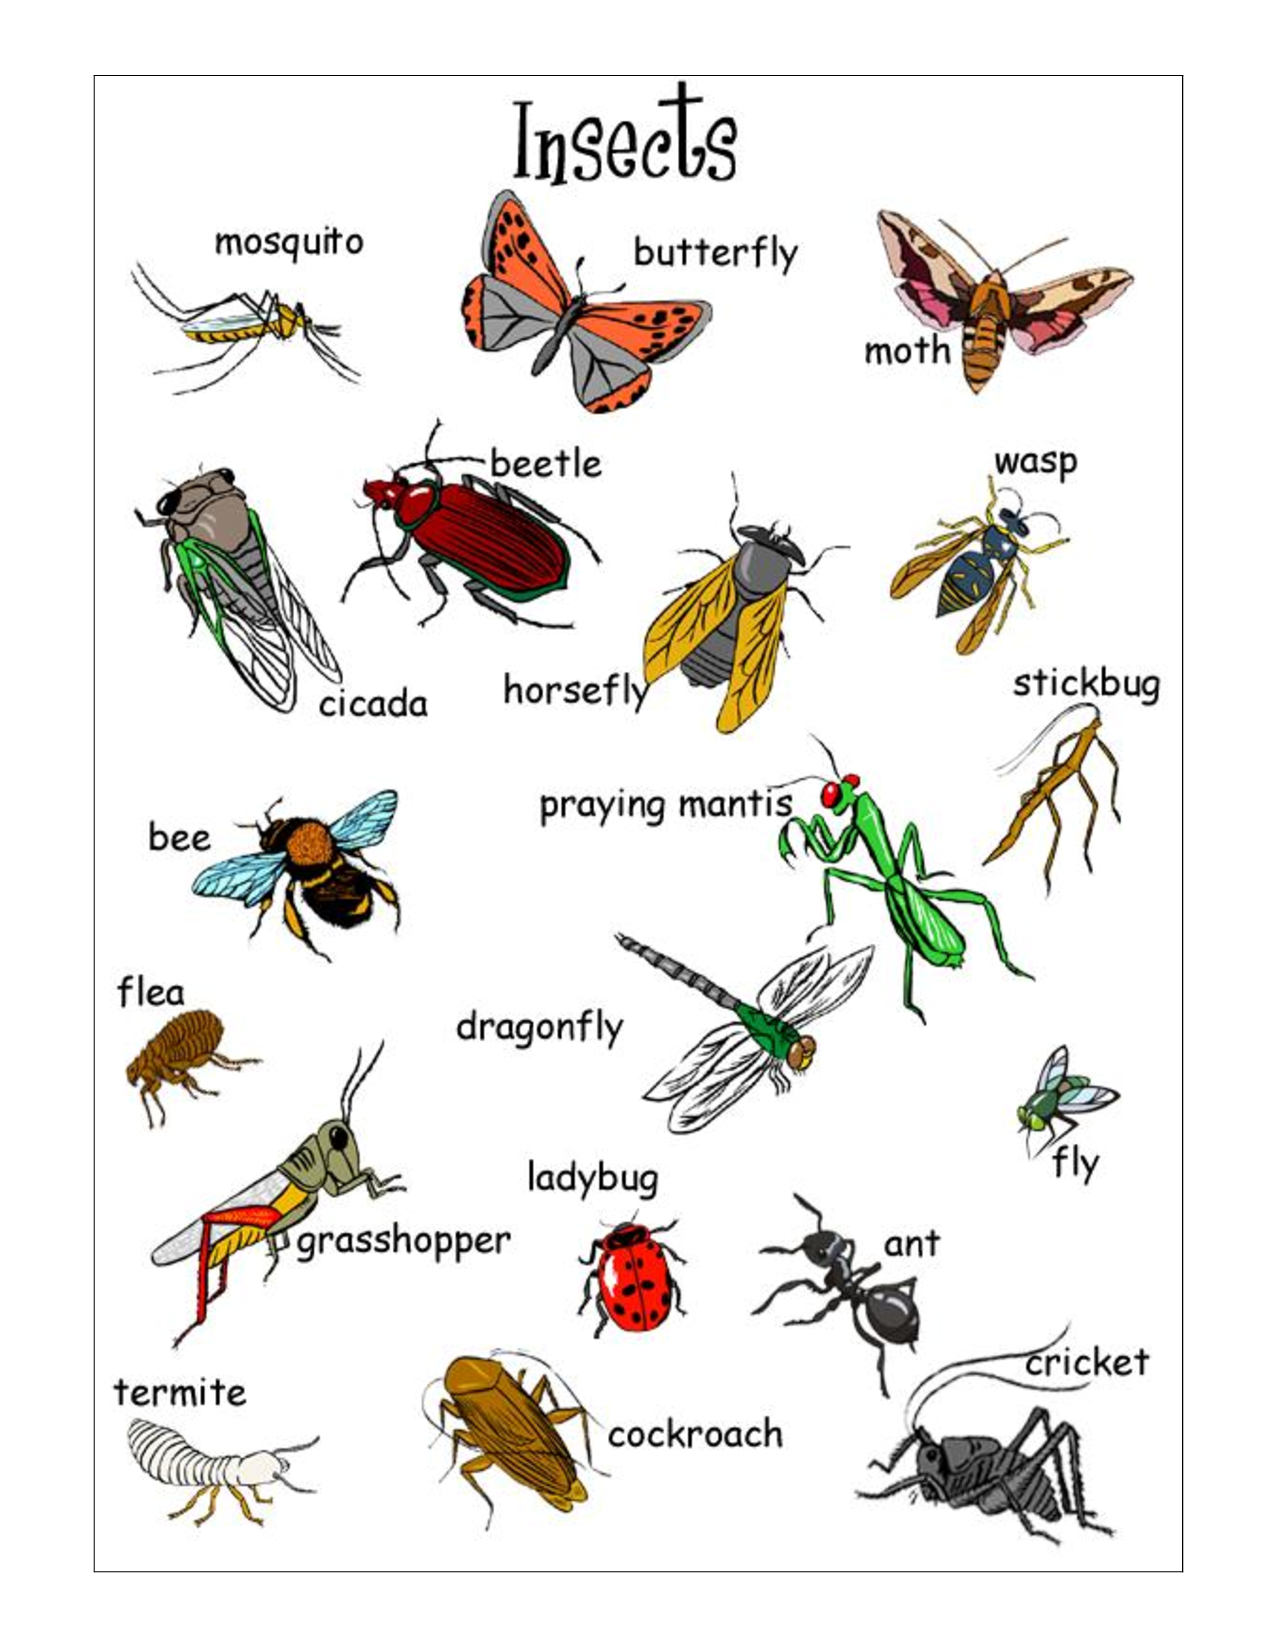 Insects
mosquito
butterfly
moth
beetle
wasp
cicada
horsefly
stickbug
praying mantis
bee
flea
dragonfly
fly
ladybug
grasshopper
ant
cricket
termite
cockroach